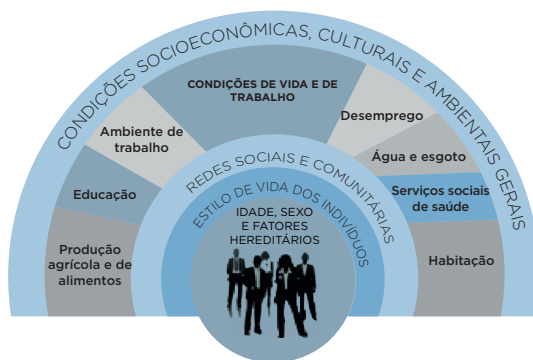 CONDIÇÕES SOCIOECONÔMICAS, CULTURAIS E AMBIENTAIS GERAIS
CONDIÇÕES DE VIDA E DE
TRABALHO
Desemprego
Ambiente de
trabalho
Água e esgoto
REDES SOCIAIS E COMUNITÁRIAS
Educação
Serviços sociais
de saúde
ESTILO DE VIDA DOS INDIVÍDUOS
IDADE, SEXO
E FATORES
HEREDITÁRIOS
Produção
agrícola e de
alimentos
Habitação